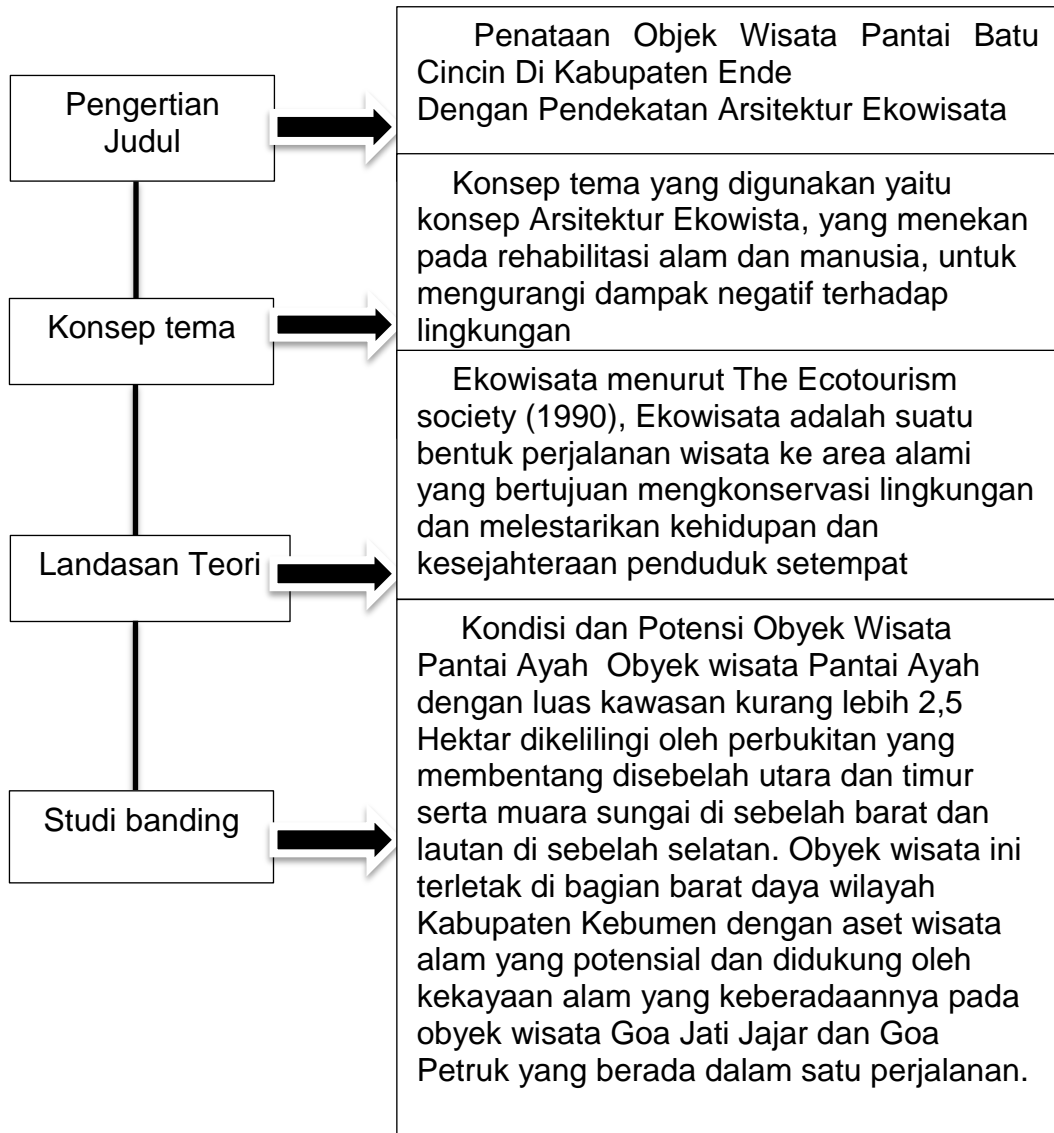 Pengertian
Judul
Penataan Objek Wisata Pantai Batu
Cincin Di Kabupaten Ende
Dengan Pendekatan Arsitektur Ekowisata
Konsep tema
Konsep tema yang digunakan yaitu
konsep Arsitektur Ekowista, yang menekan
pada rehabilitasi alam dan manusia, untuk
mengurangi dampak negatif terhadap
lingkungan
Landasan Teori
Ekowisata menurut The Ecotourism
society (1990), Ekowisata adalah suatu
bentuk perjalanan wisata ke area alami
yang bertujuan mengkonservasi lingkungan
dan melestarikan kehidupan dan
kesejahteraan penduduk setempat
Studi banding
Kondisi dan Potensi Obyek Wisata
Pantai Ayah  Obyek wisata Pantai Ayah
dengan luas kawasan kurang lebih 2,5
Hektar dikelilingi oleh perbukitan yang
membentang disebelah utara dan timur
serta muara sungai di sebelah barat dan
lautan di sebelah selatan. Obyek wisata ini
terletak di bagian barat daya wilayah
Kabupaten Kebumen dengan aset wisata
alam yang potensial dan didukung oleh
kekayaan alam yang keberadaannya pada
obyek wisata Goa Jati Jajar dan Goa
Petruk yang berada dalam satu perjalanan.